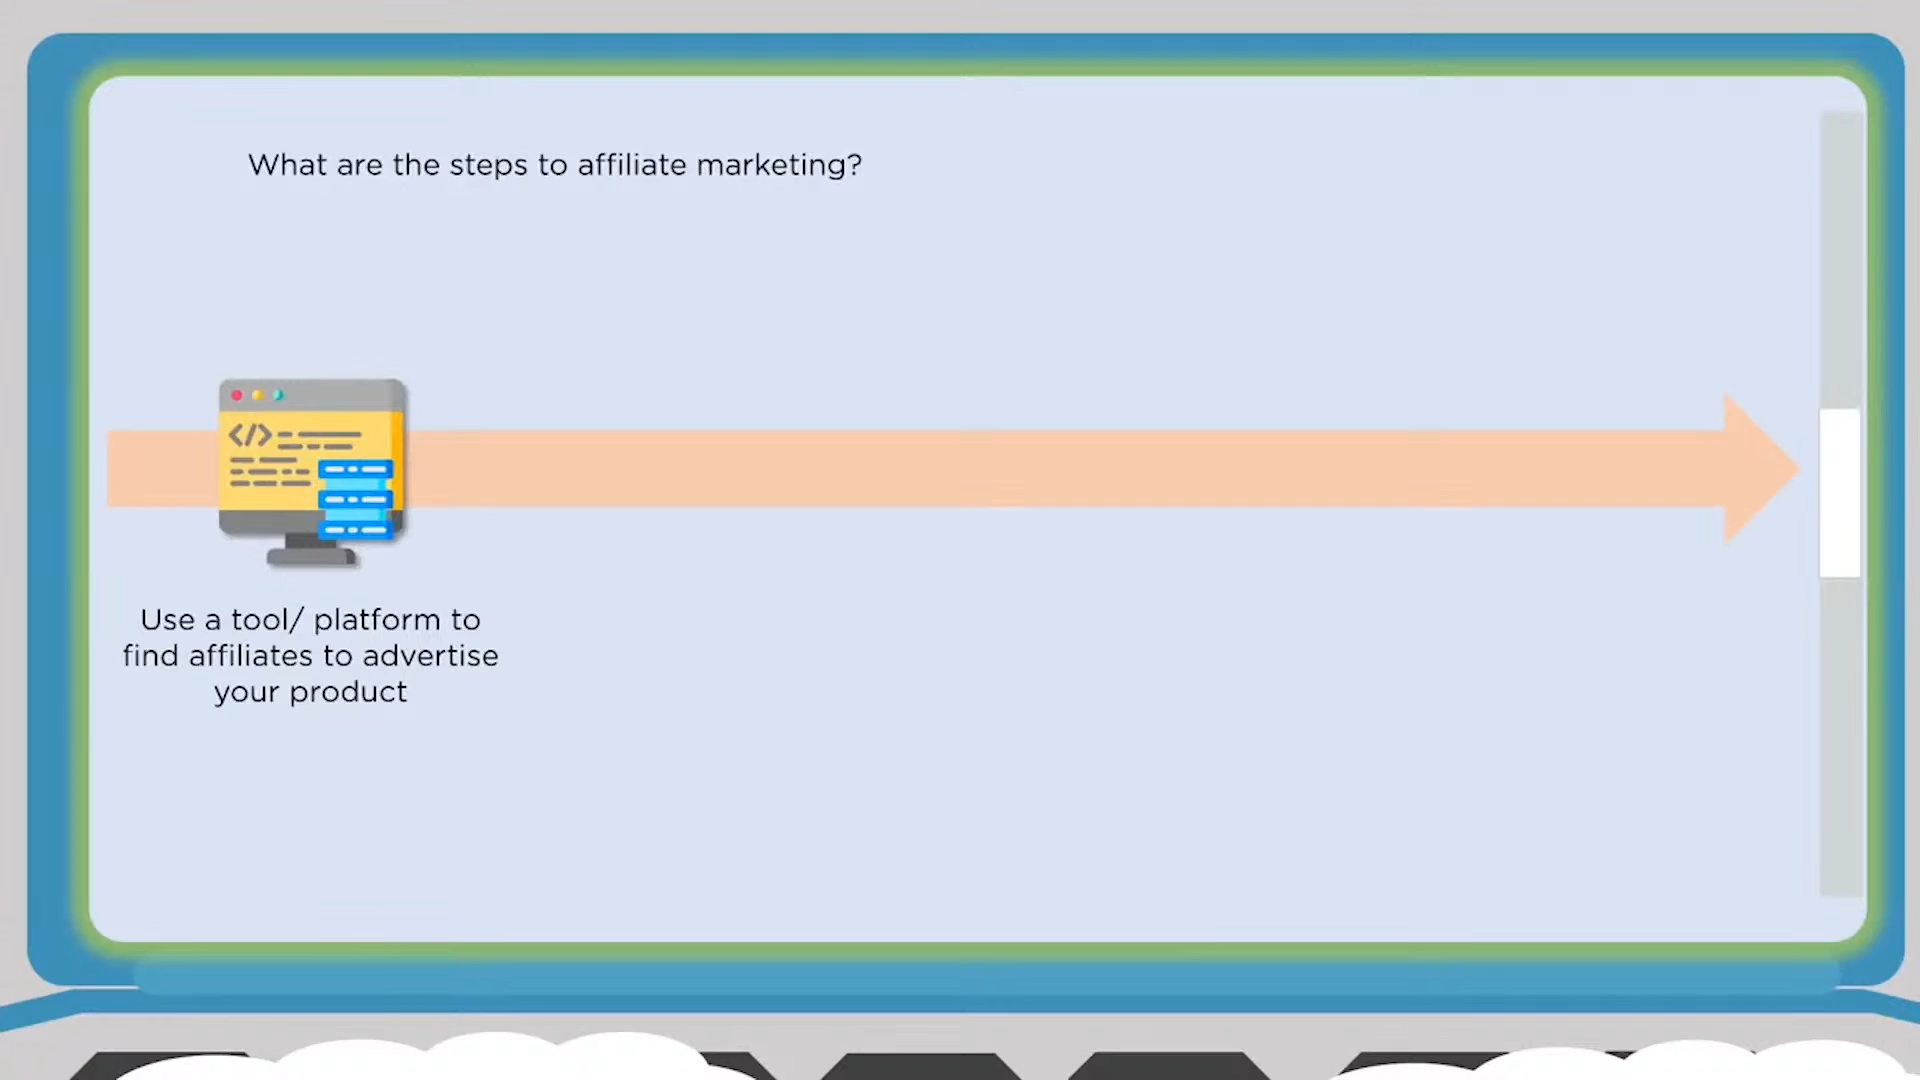 What are the steps to affiliate marketing?
</>
Use a tool/ platform to
find affiliates to advertise
your product